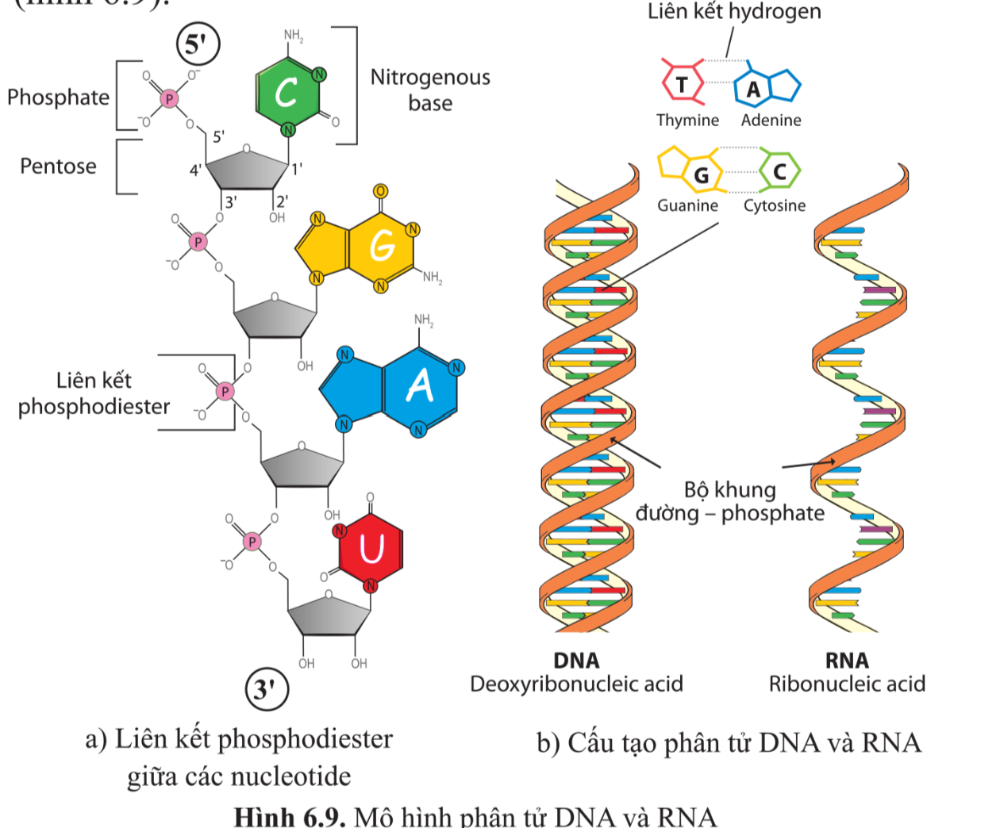 (hình 6.9).
5'
Phosphate
Pentose
P
O
O⁻
⁻O
O
NH₂
C
N
N
O
Nitrogenous
base
5'
4'
3'
2'
1'
O
OH
O
O
P
⁻O
O
O
G
N
N
N
N
NH₂
O
OH
Liên kết
phosphodiester
O
O
P
⁻O
O
NH₂
A
N
N
N
N
O
OH
O
O
P
⁻O
O
O
U
N
N
O
O
OH
OH
3'
a) Liên kết phosphodiester
giữa các nucleotide
Liên kết hydrogen
T
A
Thymine
Adenine
G
C
Guanine
Cytosine
Bộ khung
đường – phosphate
DNA
Deoxyribonucleic acid
RNA
Ribonucleic acid
b) Cấu tạo phân tử DNA và RNA
Hình 6.9. Mô hình phân tử DNA và RNA